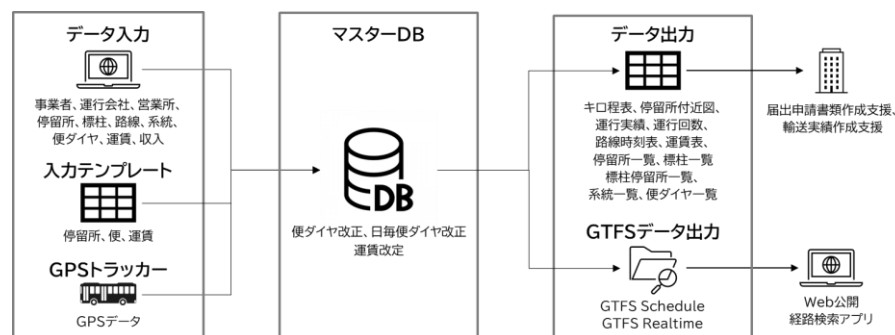 データ入力
事業者、運行会社、営業所、
停留所、標柱、路線、系統、
便ダイヤ、運賃、収入
入力テンプレート
停留所、便、運賃
GPSトラッカー
GPSデータ
マスターDB
DB
便ダイヤ改正、日毎便ダイヤ改正
運賃改定
データ出力
キロ程表、停留所付近図、
運行実績、運行回数、
路線時刻表、運賃表、
停留所一覧、標柱一覧
標柱停留所一覧、
系統一覧、便ダイヤ一覧
GTFSデータ出力
GTFS Schedule
GTFS Realtime
届出申請書類作成支援、
輸送実績作成支援
Web公開
経路検索アプリ